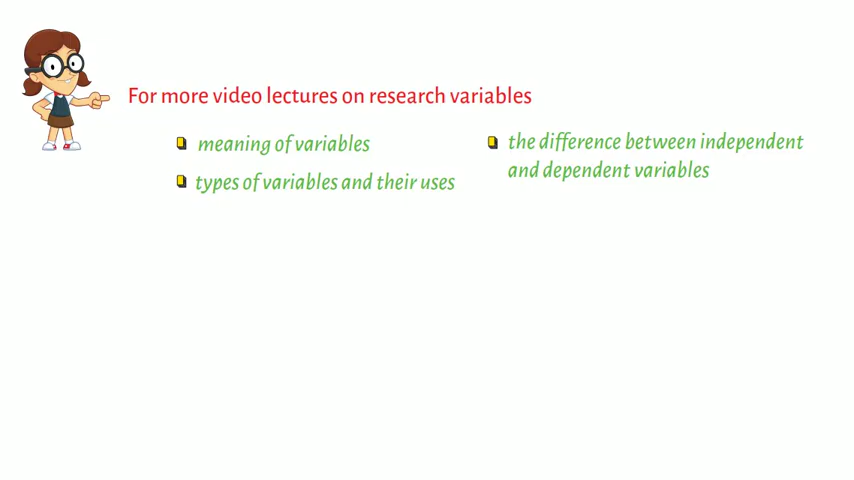 For more video lectures on research variables
meaning of variables
types of variables and their uses
the difference between independent
and dependent variables